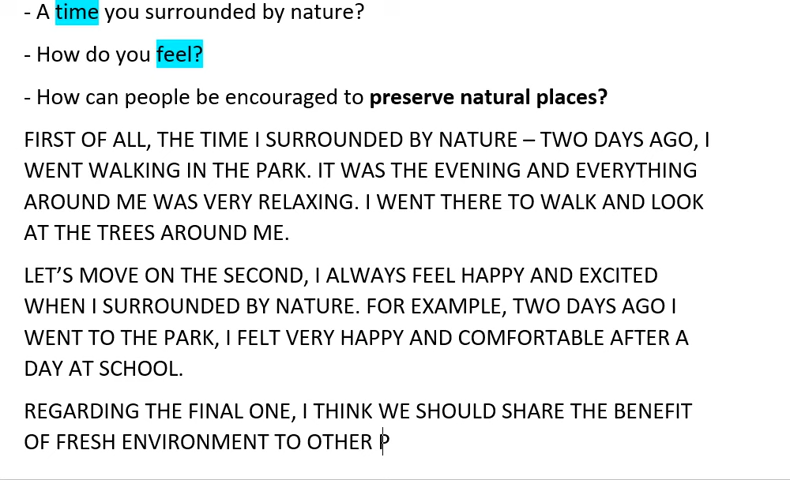 - A time you surrounded by nature?
- How do you feel?
- How can people be encouraged to preserve natural places?
FIRST OF ALL, THE TIME I SURROUNDED BY NATURE – TWO DAYS AGO, I
WENT WALKING IN THE PARK. IT WAS THE EVENING AND EVERYTHING
AROUND ME WAS VERY RELAXING. I WENT THERE TO WALK AND LOOK
AT THE TREES AROUND ME.
LET’S MOVE ON THE SECOND, I ALWAYS FEEL HAPPY AND EXCITED
WHEN I SURROUNDED BY NATURE. FOR EXAMPLE, TWO DAYS AGO I
WENT TO THE PARK, I FELT VERY HAPPY AND COMFORTABLE AFTER A
DAY AT SCHOOL.
REGARDING THE FINAL ONE, I THINK WE SHOULD SHARE THE BENEFIT
OF FRESH ENVIRONMENT TO OTHER P